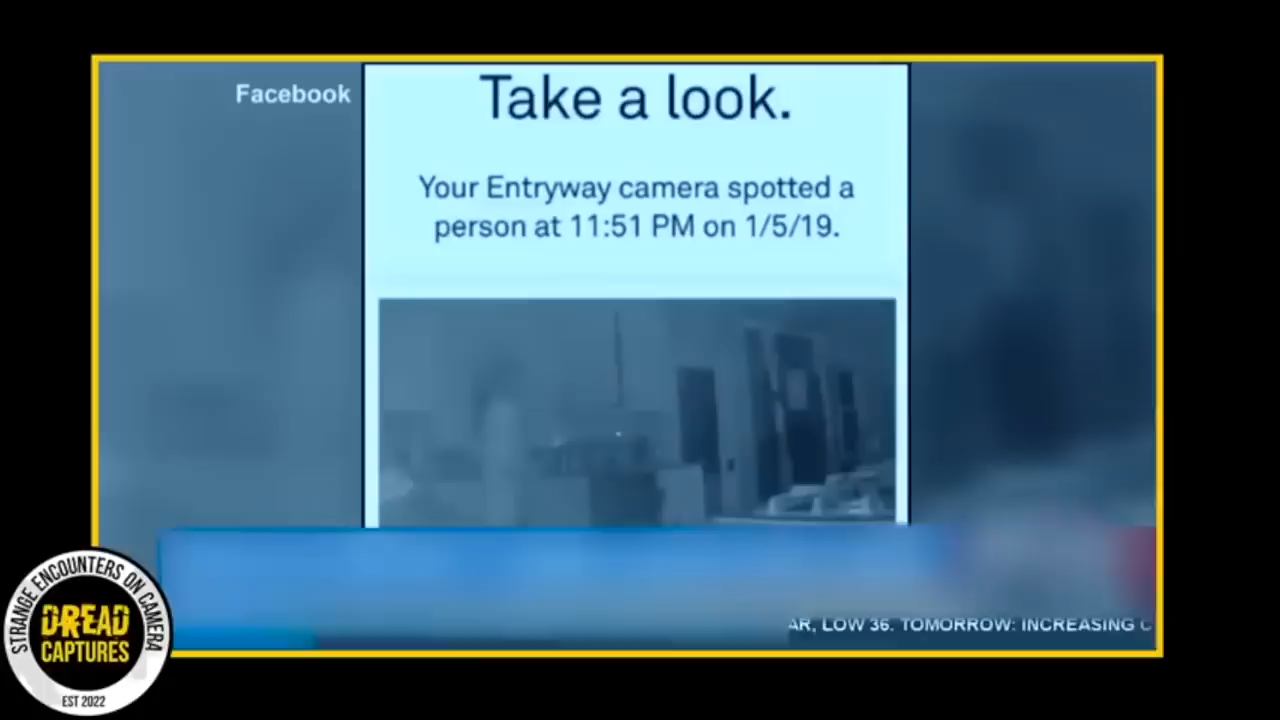 Facebook
Take a look.
Your Entryway camera spotted a
person at 11:51 PM on 1/5/19.
AR, LOW 36. TOMORROW: INCREASING C
STRANGE ENCOUNTERS ON CAMERA
DREAD
CAPTURES
EST 2022